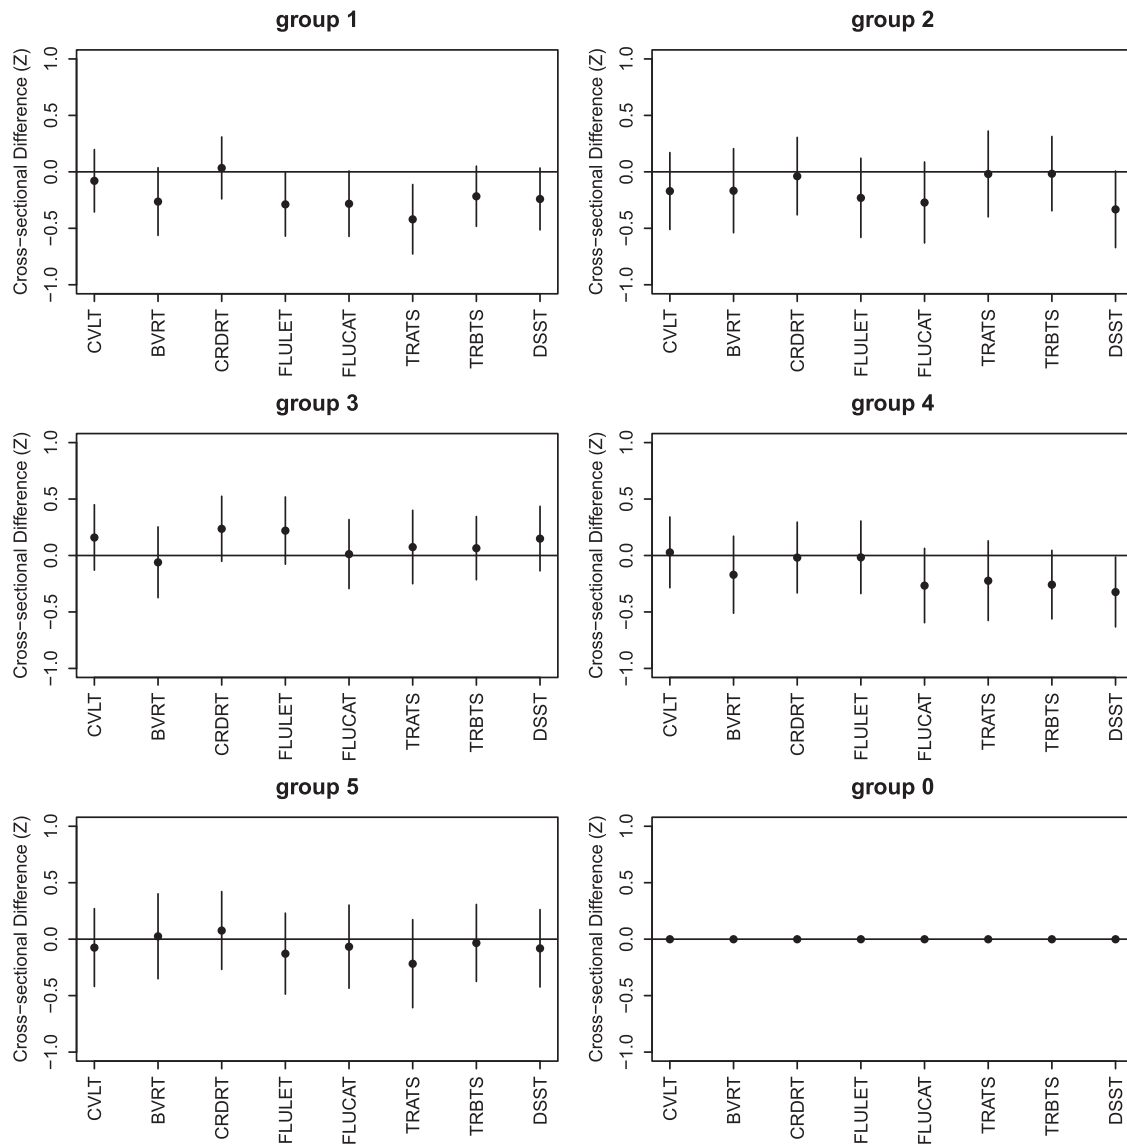 group 1
Cross−sectional Difference (Z)
1.0
0.5
0.0
−0.5
−1.0
CVLT
BVRT
CRDRT
FLULET
FLUCAT
TRATS
TRBTS
DSST
group 2
Cross−sectional Difference (Z)
1.0
0.5
0.0
−0.5
−1.0
CVLT
BVRT
CRDRT
FLULET
FLUCAT
TRATS
TRBTS
DSST
group 3
Cross−sectional Difference (Z)
1.0
0.5
0.0
−0.5
−1.0
CVLT
BVRT
CRDRT
FLULET
FLUCAT
TRATS
TRBTS
DSST
group 4
Cross−sectional Difference (Z)
1.0
0.5
0.0
−0.5
−1.0
CVLT
BVRT
CRDRT
FLULET
FLUCAT
TRATS
TRBTS
DSST
group 5
Cross−sectional Difference (Z)
1.0
0.5
0.0
−0.5
−1.0
CVLT
BVRT
CRDRT
FLULET
FLUCAT
TRATS
TRBTS
DSST
group 0
Cross−sectional Difference (Z)
1.0
0.5
0.0
−0.5
−1.0
CVLT
BVRT
CRDRT
FLULET
FLUCAT
TRATS
TRBTS
DSST